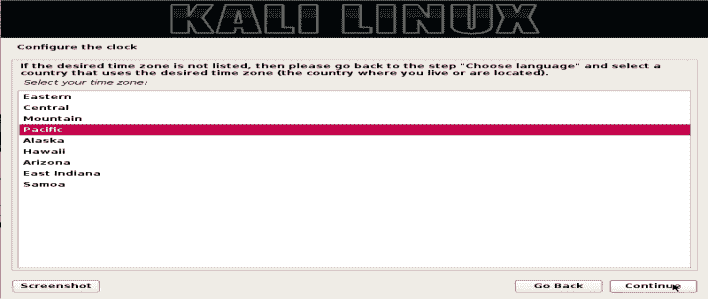 KALI LINUX
Configure the clock
If the desired time zone is not listed, then please go back to the step "Choose language" and select a
country that uses the desired time zone (the country where you live or are located).
Select your time zone:
Eastern
Central
Mountain
Pacific
Alaska
Hawaii
Arizona
East Indiana
Samoa
Screenshot
Go Back
Continue